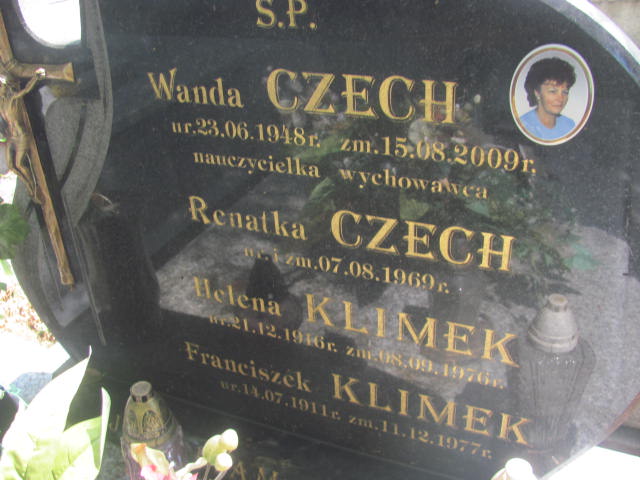 Ś.P.
Wanda CZECH
ur.23.06.1948r. zm.15.08.2009r.
nauczycielka wychowawca
Renatka CZECH
ur. i zm.07.08.1969r.
Helena KLIMEK
ur.21.12.1916r. zm.08.09.1976r.
Franciszek KLIMEK
ur.14.07.1911r. zm.11.12.1977r.